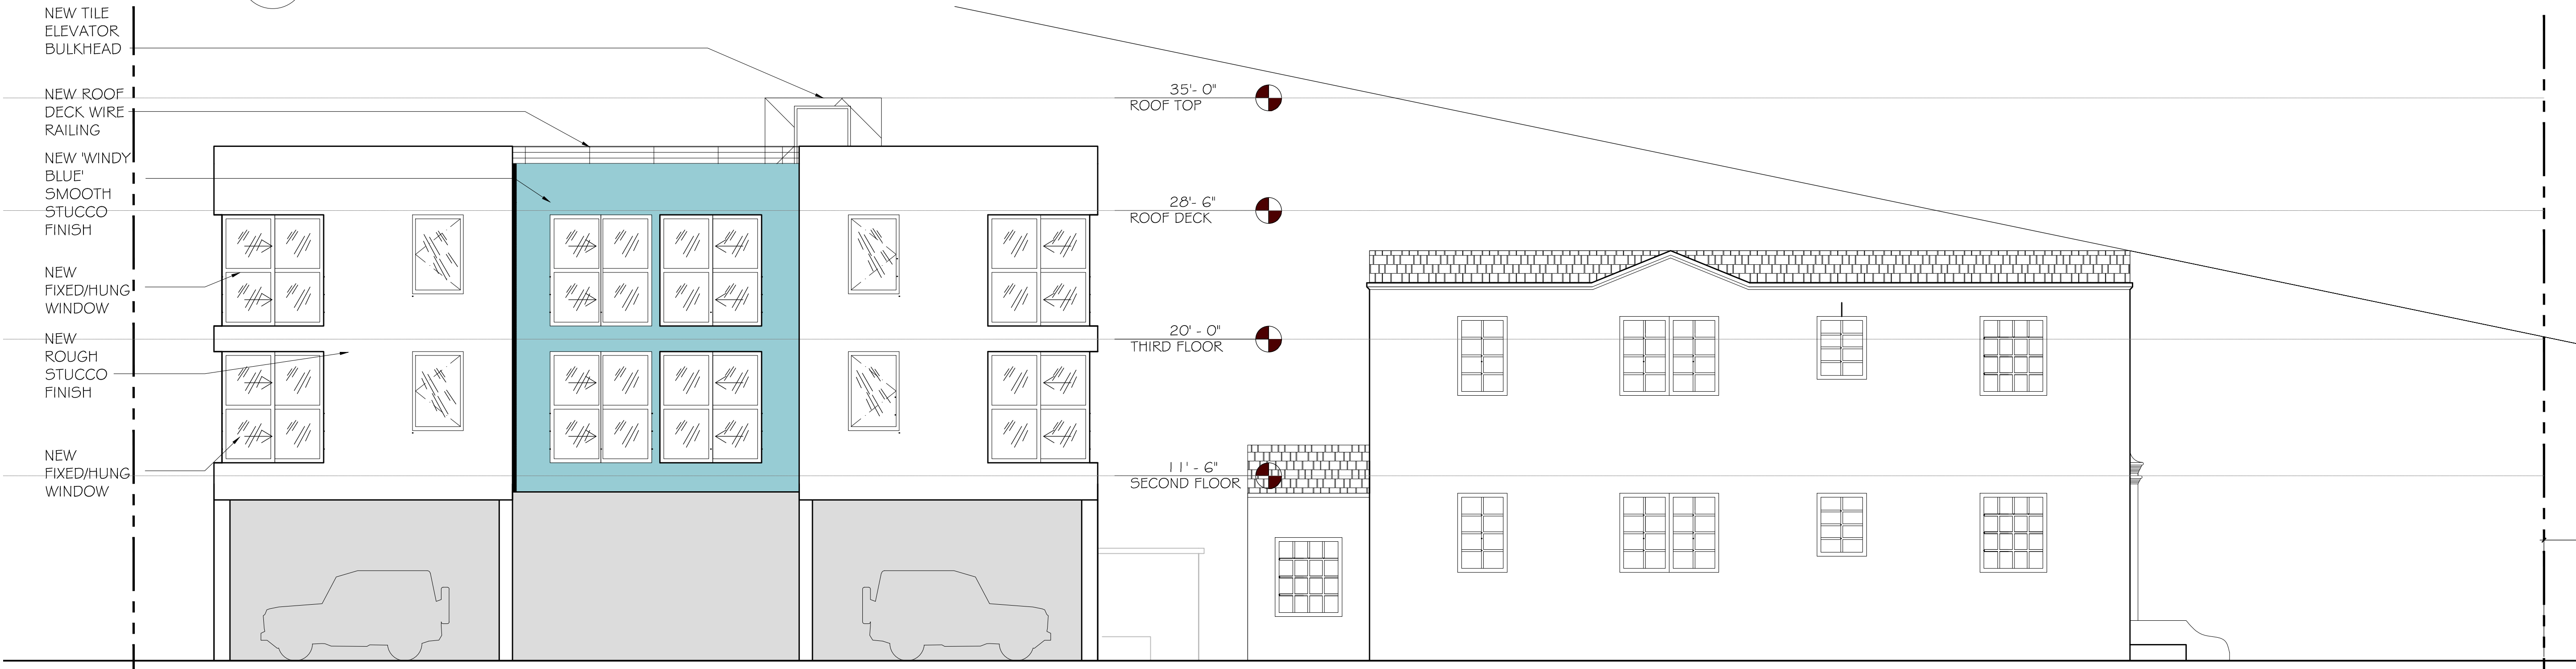 NEW TILE
ELEVATOR
BULKHEAD
NEW ROOF
DECK WIRE
RAILING
NEW 'WINDY
BLUE'
SMOOTH
STUCCO
FINISH
NEW
FIXED/HUNG
WINDOW
NEW
ROUGH
STUCCO
FINISH
NEW
FIXED/HUNG
WINDOW
35'- 0"
ROOF TOP
28'- 6"
ROOF DECK
20' - 0"
THIRD FLOOR
11' - 6"
SECOND FLOOR